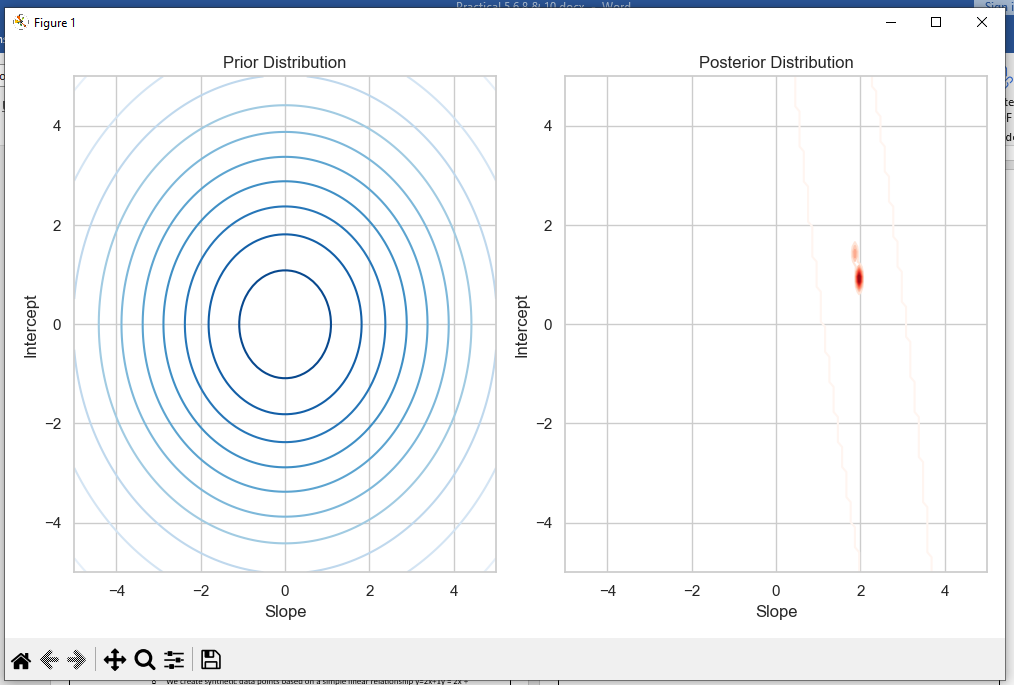 Practical 5,6,8,8t 10.docx - Word
Sign i
Figure 1
Prior Distribution
Posterior Distribution
4
2
0
−2
−4
Intercept
−4 −2 0 2 4
Slope
4
2
0
−2
−4
Intercept
−4 −2 0 2 4
Slope
We create synthetic data points based on a simple linear relationship y=2x+1y = 2x +